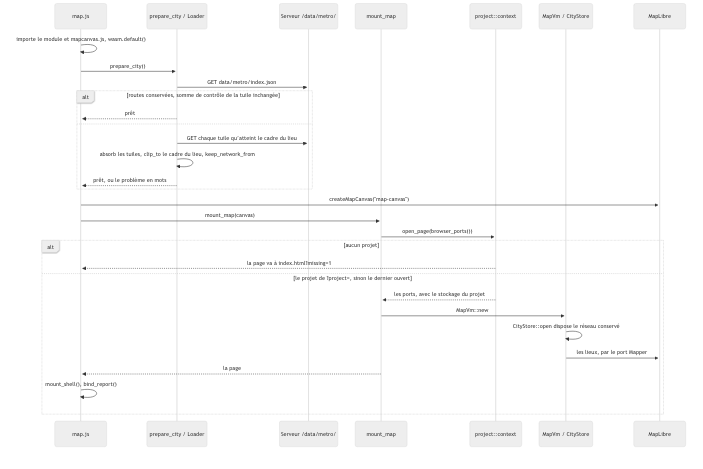 map.js
prepare_city / Loader
Serveur /data/metro/
mount_map
project::context
MapVm / CityStore
MapLibre
importe le module et mapcanvas.js, wasm.default()
prepare_city()
GET data/metro/index.json
alt
[routes conservées, somme de contrôle de la tuile inchangée]
prêt
GET chaque tuile qu'atteint le cadre du lieu
absorb les tuiles, clip_to le cadre du lieu, keep_network_from
prêt, ou le problème en mots
createMapCanvas("map-canvas")
mount_map(canvas)
open_page(browser_ports())
alt
[aucun projet]
la page va à index.html?missing=1
[le projet de ?project=, sinon le dernier ouvert]
les ports, avec le stockage du projet
MapVm::new
CityStore::open dispose le réseau conservé
les lieux, par le port Mapper
la page
mount_shell(), bind_report()
map.js
prepare_city / Loader
Serveur /data/metro/
mount_map
project::context
MapVm / CityStore
MapLibre